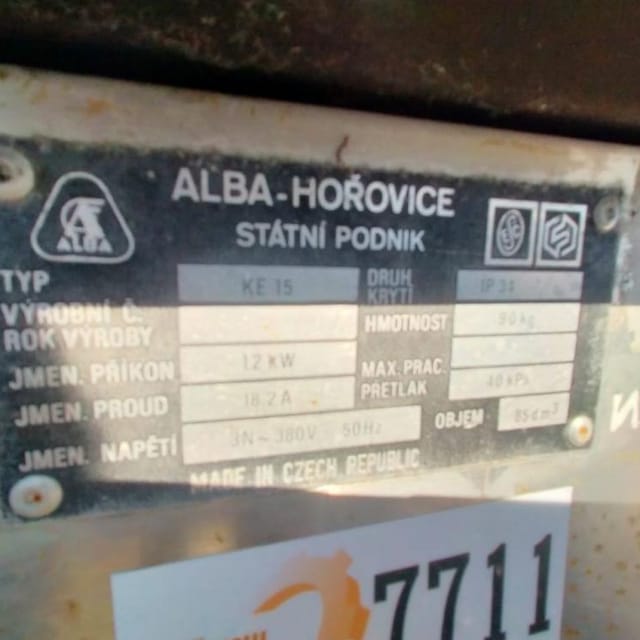 ALBA-HOŘOVICE
STÁTNÍ PODNIK
ALBA
TYP KE 15 DRUH KRYTÍ IP 34
VÝROBNÍ Č.
ROK VÝROBY
HMOTNOST 90 kg
JMEN. PŘÍKON 12 KW
MAX. PRAC. PRETLAK 40 kPa
JMEN. PROUD 18.2 A
OBJEM 85dm³
JMEN. NAPĚTÍ 3N~380V 50Hz
MADE IN CZECH REPUBLIC
7711